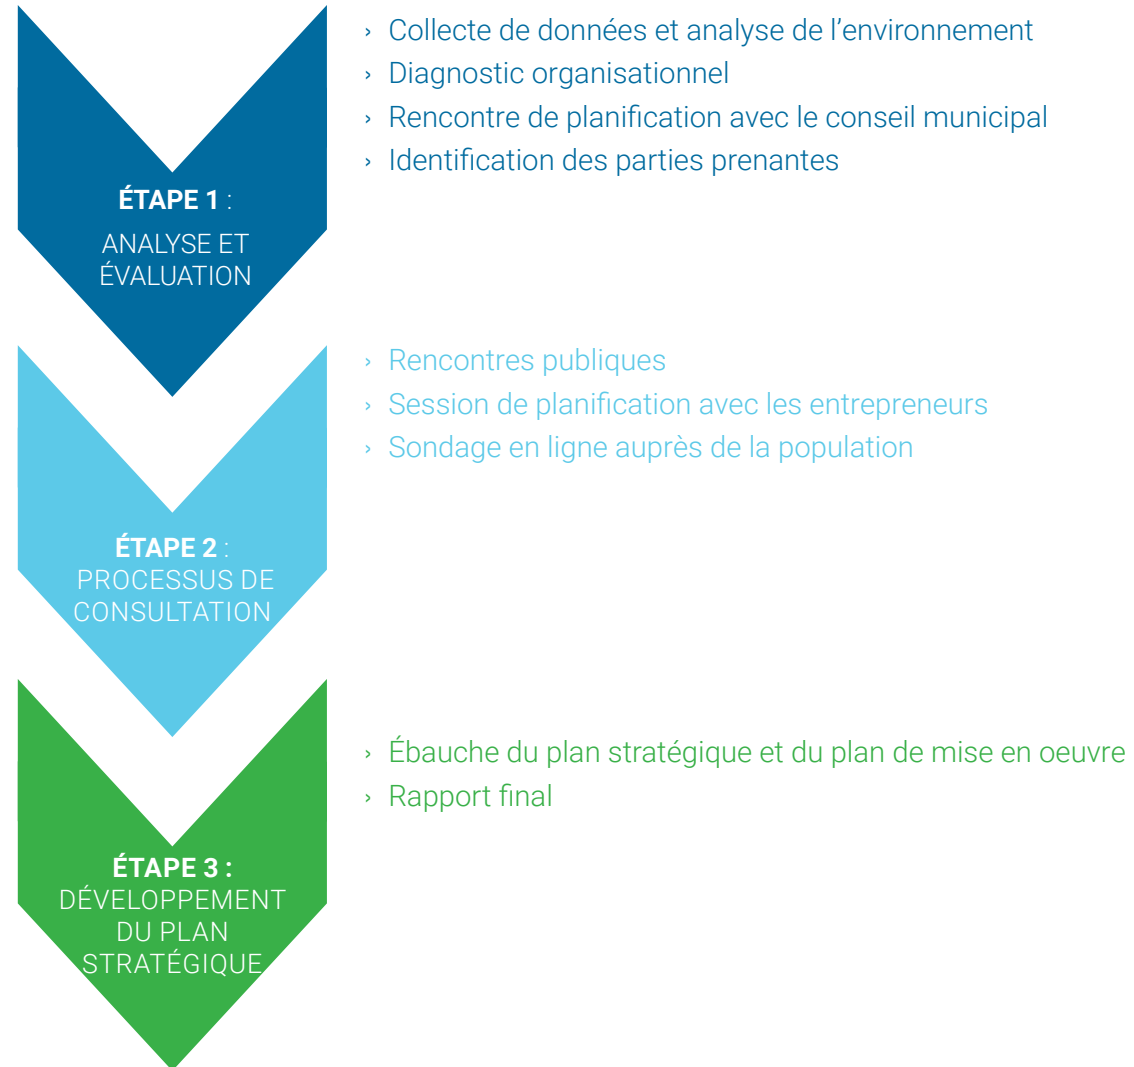 › Collecte de données et analyse de l’environnement
› Diagnostic organisationnel
› Rencontre de planification avec le conseil municipal
› Identification des parties prenantes
ÉTAPE 1 :
ANALYSE ET
ÉVALUATION
› Rencontres publiques
› Session de planification avec les entrepreneurs
› Sondage en ligne auprès de la population
ÉTAPE 2 :
PROCESSUS DE
CONSULTATION
› Ébauche du plan stratégique et du plan de mise en oeuvre
› Rapport final
ÉTAPE 3 :
DÉVELOPPEMENT
DU PLAN
STRATÉGIQUE